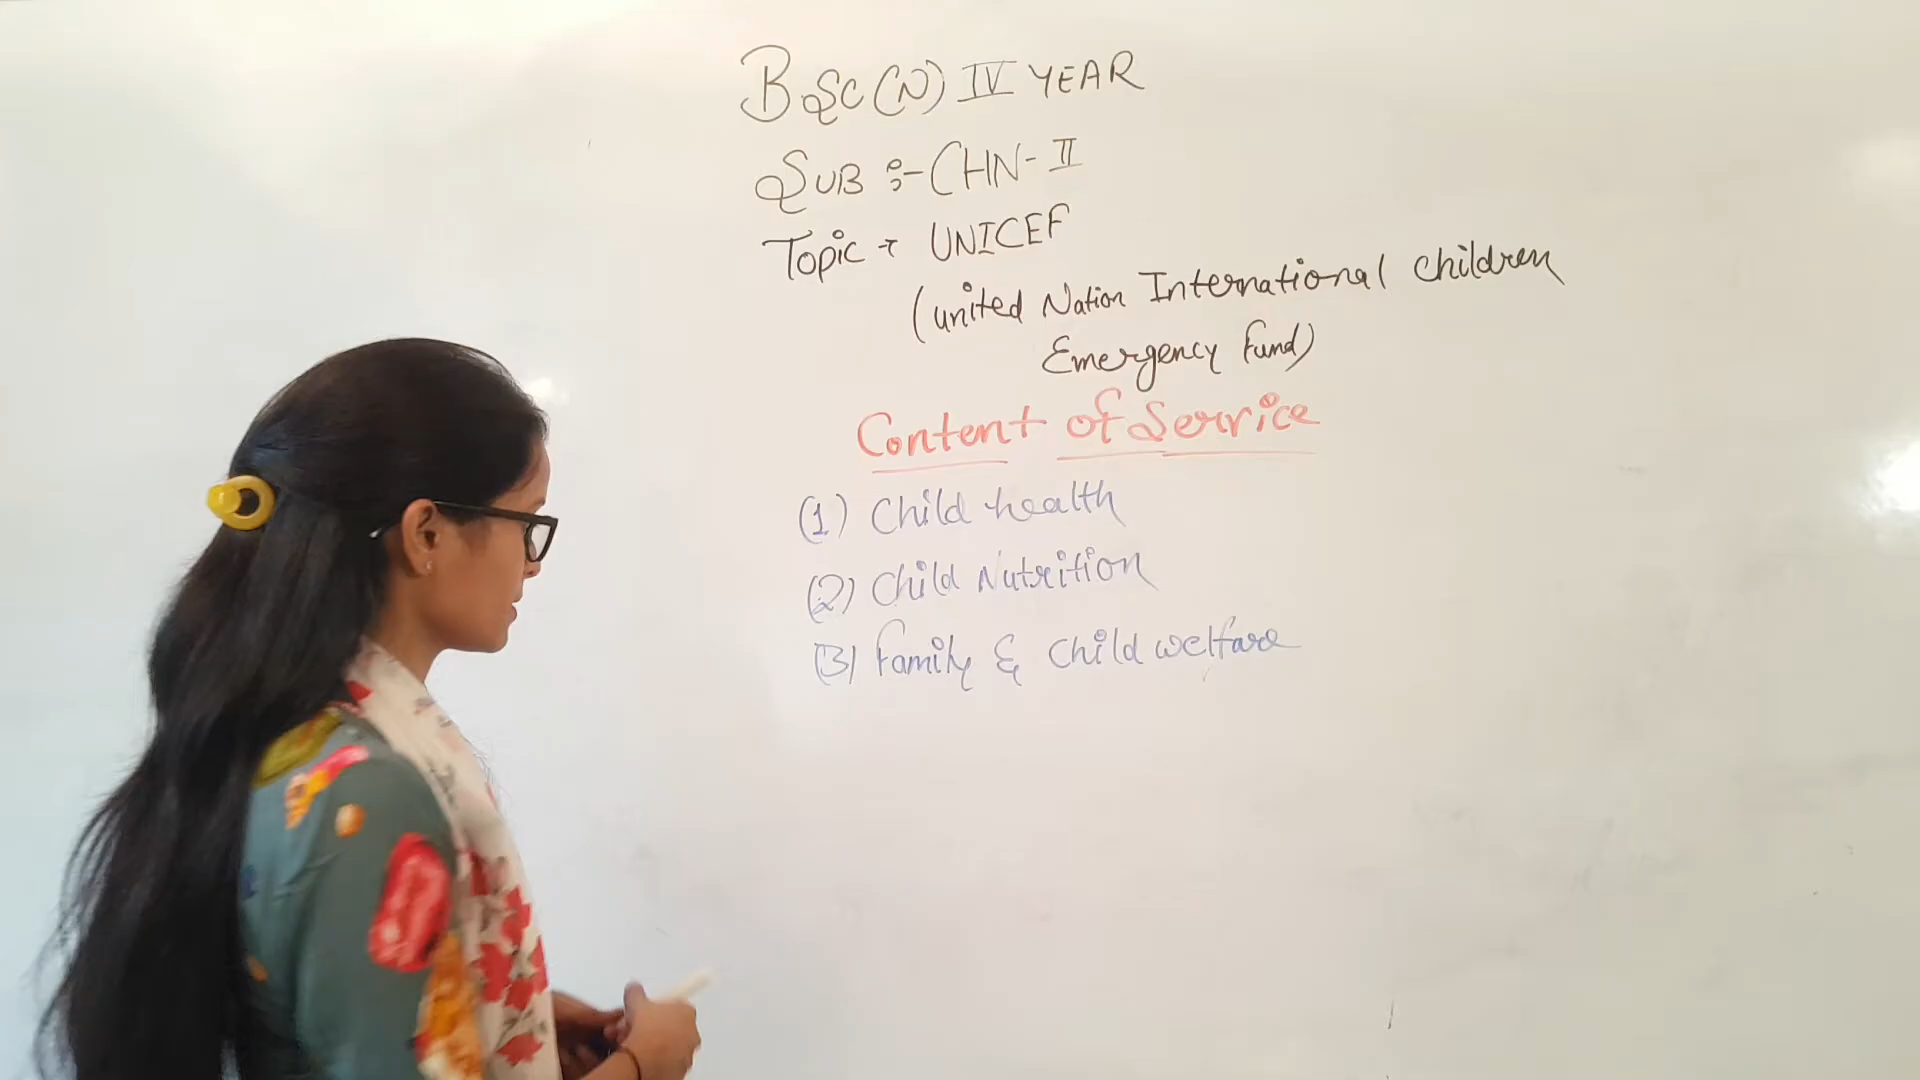 BSC (N) IV YEAR
SUB :- CHN- II
Topic → UNICEF
(united Nation International children
Emergency Fund)
Content of Service
(1) Child health
(2) Child Nutrition
(3) Family & Child welfare